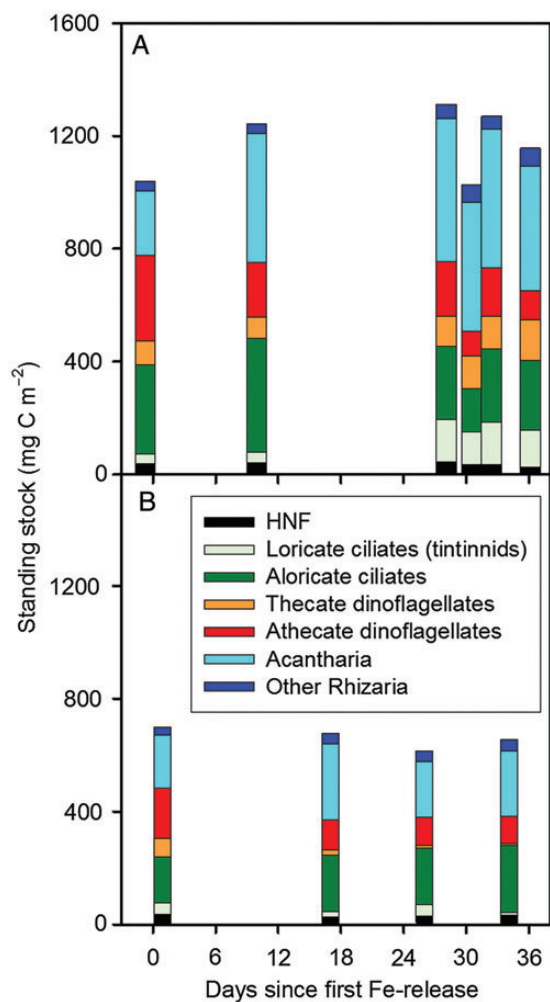 A
1600
1200
800
400
0
Standing stock (mg C m⁻²)
B
HNF
Loricate ciliates (tintinnids)
Aloricate ciliates
Thecate dinoflagellates
Athecate dinoflagellates
Acantharia
Other Rhizaria
1200
800
400
0
0 6 12 18 24 30 36
Days since first Fe-release